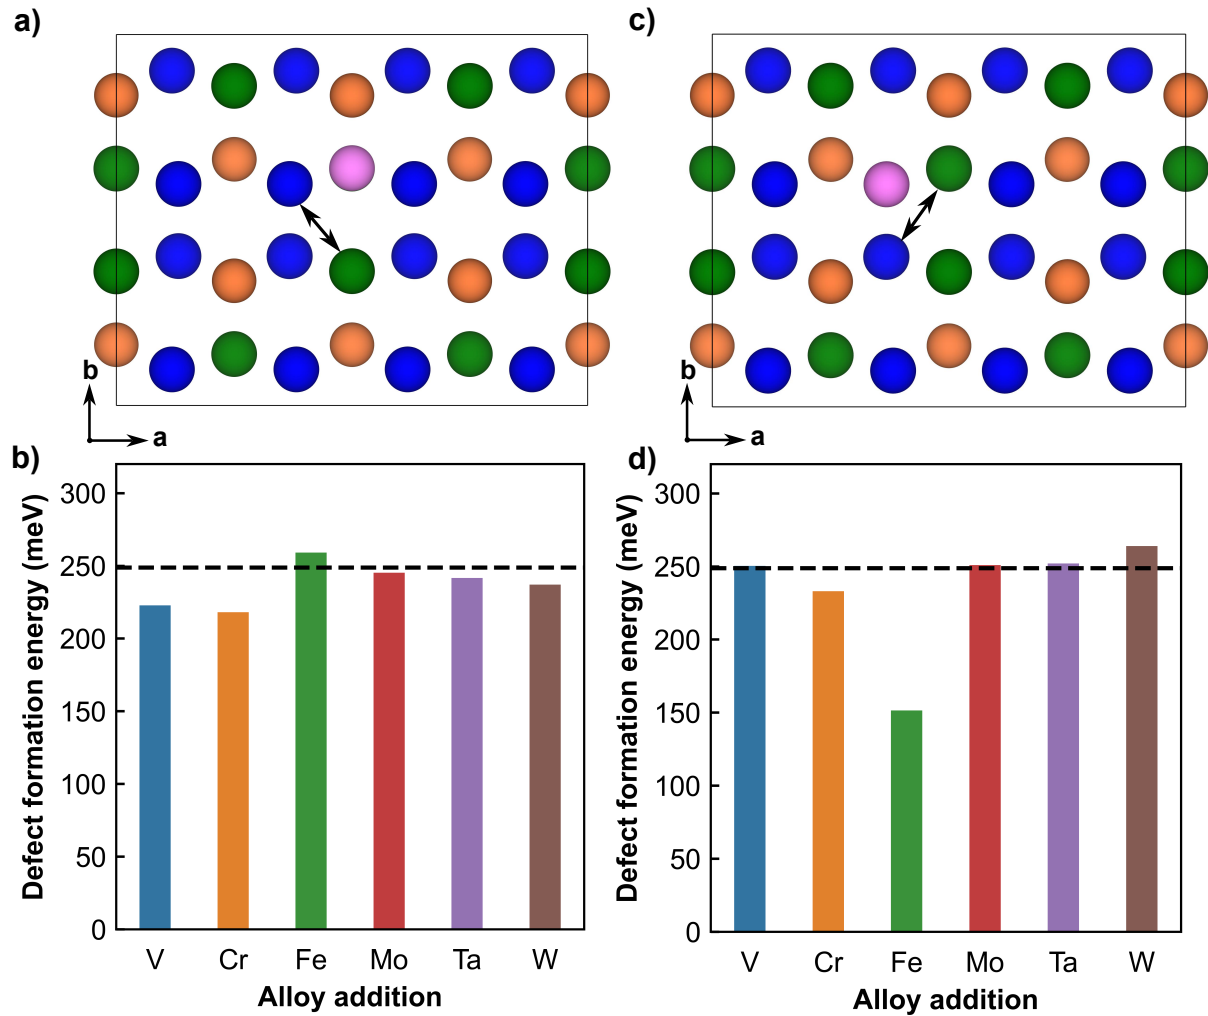 a)
b
a
c)
b
a
b)
Defect formation energy (meV)
300
250
200
150
100
50
0
V Cr Fe Mo Ta W
Alloy addition
d)
Defect formation energy (meV)
300
250
200
150
100
50
0
V Cr Fe Mo Ta W
Alloy addition